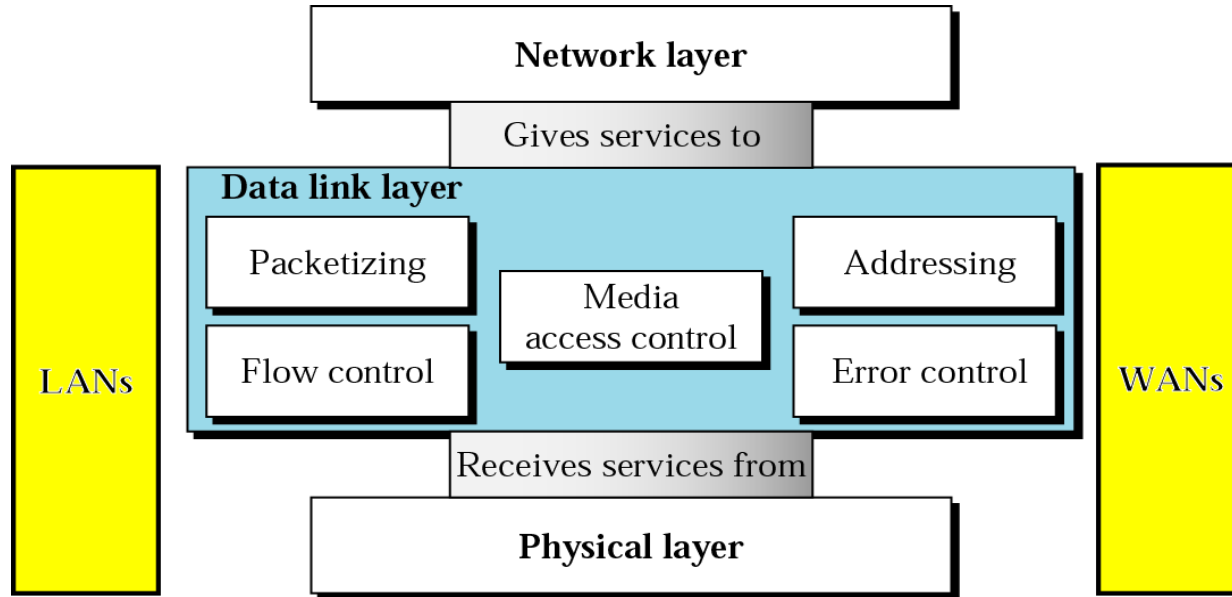 Network layer
Gives services to
Data link layer
Packetizing
Addressing
Media
access control
Flow control
Error control
LANs
WANs
Receives services from
Physical layer